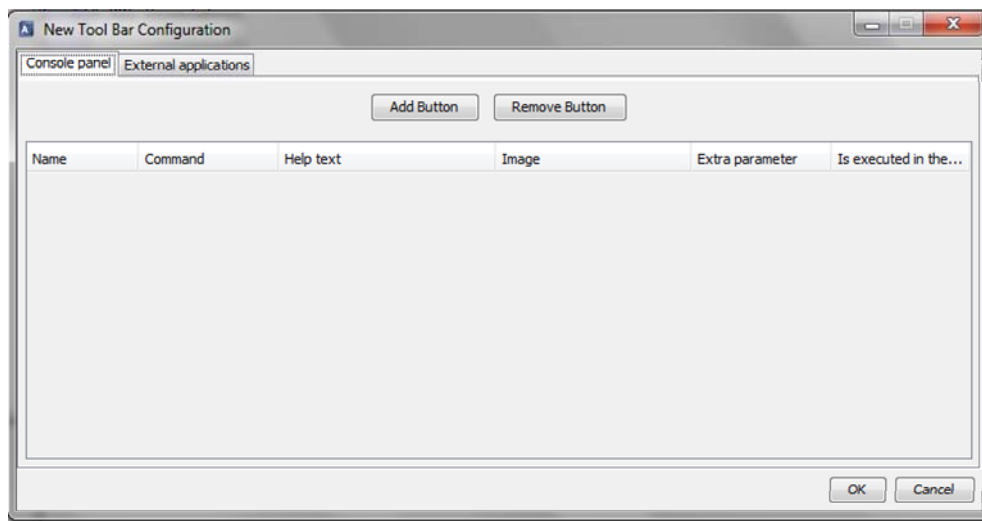 New Tool Bar Configuration
Console panel External applications
Add Button Remove Button
Name Command Help text Image Extra parameter Is executed in the...
OK Cancel